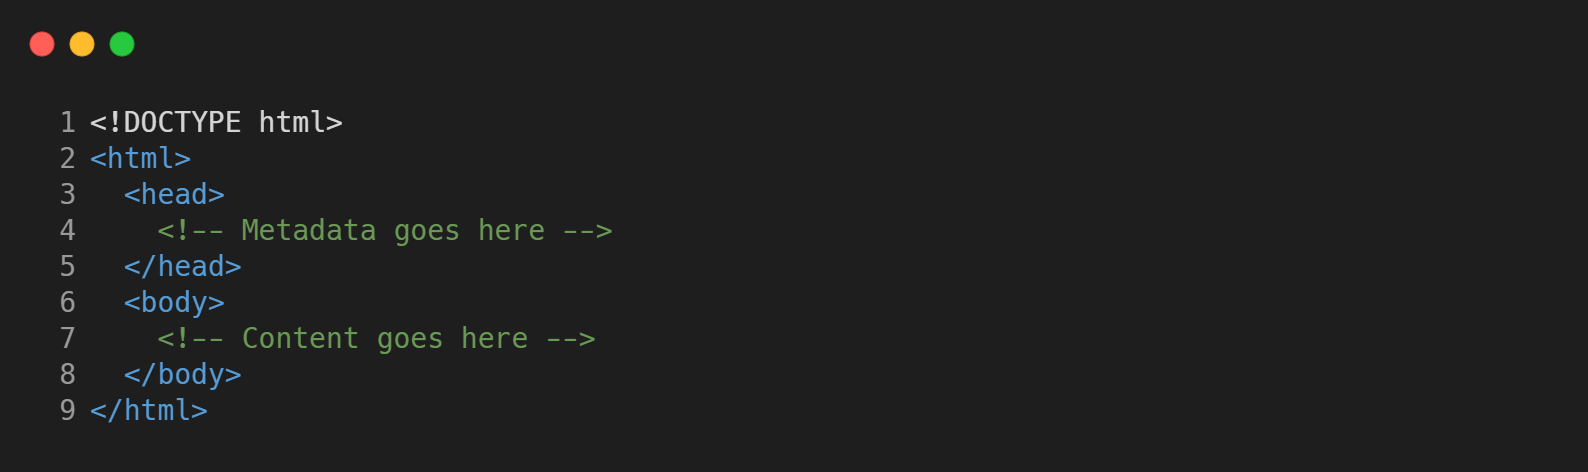 1 <!DOCTYPE html>
2 <html>
3   <head>
4     <!-- Metadata goes here -->
5   </head>
6   <body>
7     <!-- Content goes here -->
8   </body>
9 </html>